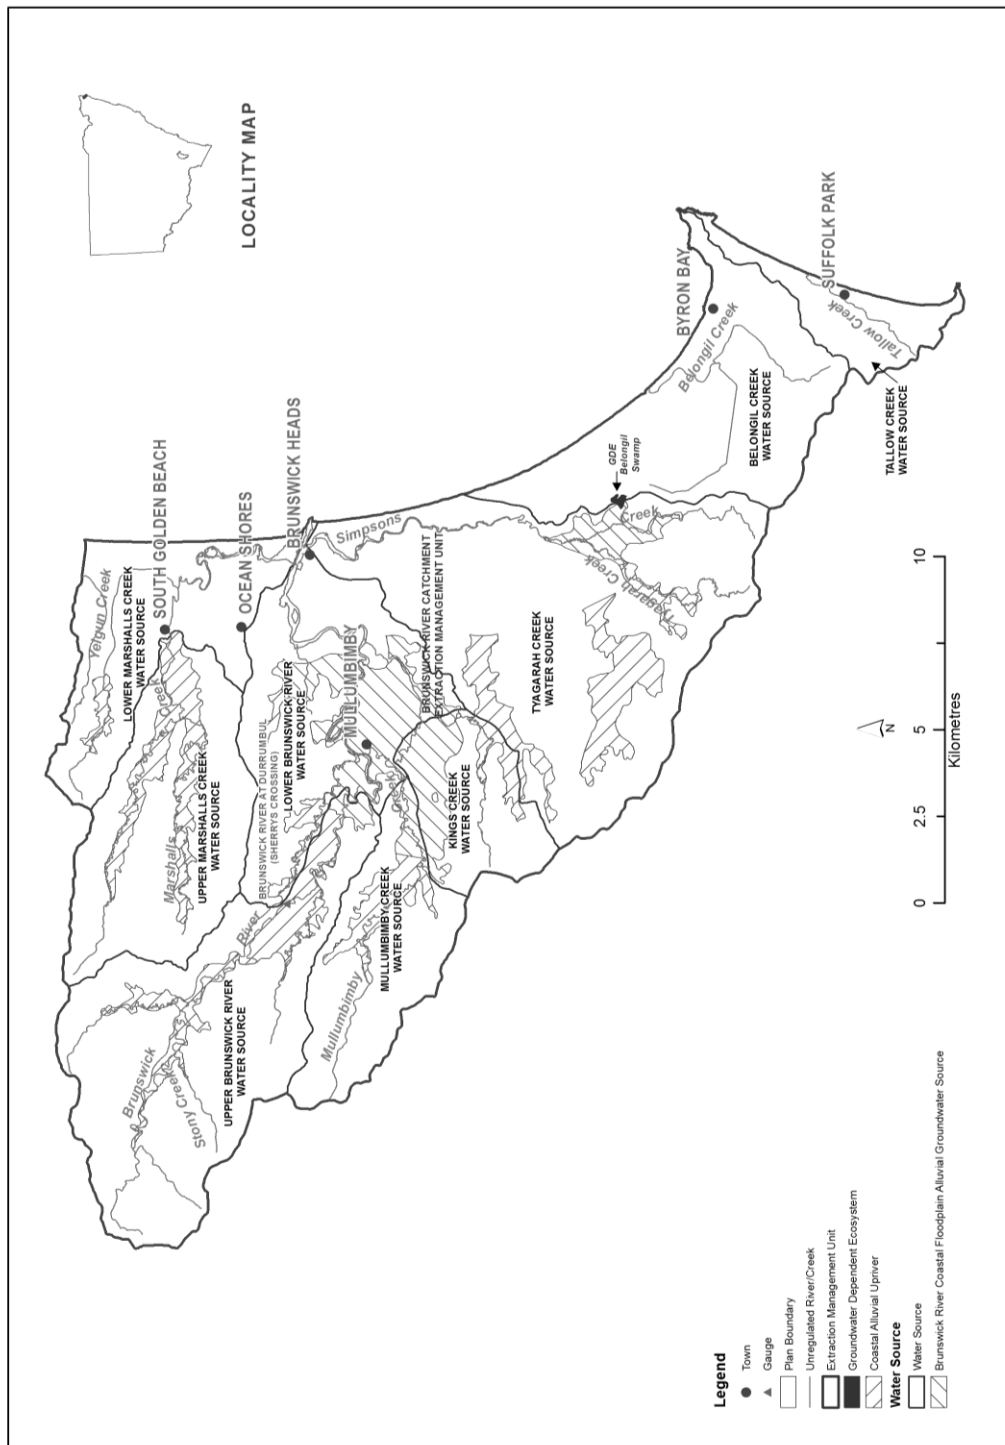 LOCALITY MAP
SOUTH GOLDEN BEACH
OCEAN SHORES
BRUNSWICK HEADS
BYRON BAY
SUFFOLK PARK
MULLUMBIMBY
Yelgun Creek
LOWER MARSHALLS CREEK
WATER SOURCE
Marshalls
Creek
UPPER MARSHALLS CREEK
WATER SOURCE
BRUNSWICK RIVER AT DURRUMBUL
(SHERRYS CROSSING)
LOWER BRUNSWICK RIVER
WATER SOURCE
Simpsons
Creek
BRUNSWICK RIVER CATCHMENT
EXTRACTION MANAGEMENT UNIT
Brunswick
River
Stony Creek
UPPER BRUNSWICK RIVER
WATER SOURCE
Mullumbimby
Creek
MULLUMBIMBY CREEK
WATER SOURCE
KINGS CREEK
WATER SOURCE
TYAGARAH CREEK
WATER SOURCE
Tyagarah Creek
GDE
Belongil
Swamp
Belongil Creek
BELONGIL CREEK
WATER SOURCE
Tallow Creek
TALLOW CREEK
WATER SOURCE
N
0
2.5
5
10
Kilometres
Legend
Town
Gauge
Plan Boundary
Unregulated River/Creek
Extraction Management Unit
Groundwater Dependent Ecosystem
Coastal Alluvial Upriver
Water Source
Water Source
Brunswick River Coastal Floodplain Alluvial Groundwater Source